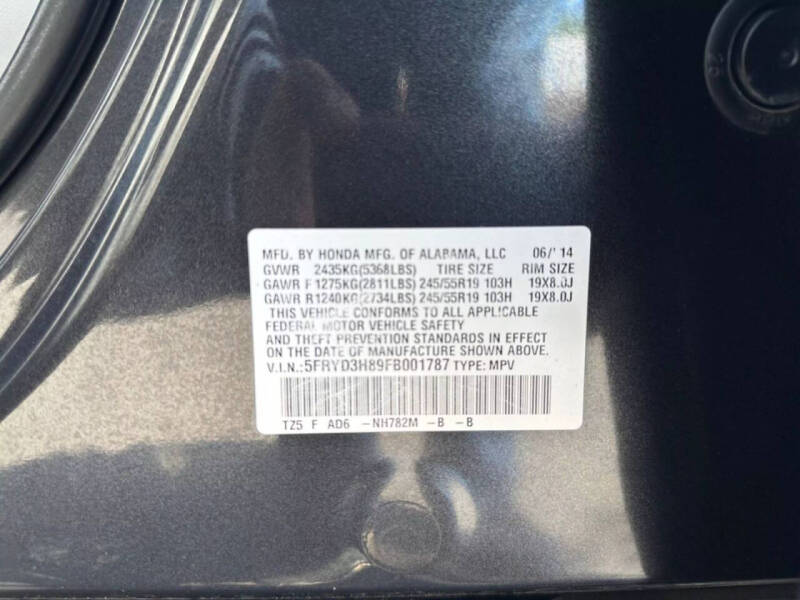 MFD. BY HONDA MFG. OF ALABAMA, LLC 06/'14
GVWR 2435KG(5368LBS) TIRE SIZE RIM SIZE
GAWR F1275KG(2811LBS) 245/55R19 103H 19X8.0J
GAWR R1240KG(2734LBS) 245/55R19 103H 19X8.0J
THIS VEHICLE CONFORMS TO ALL APPLICABLE
FEDERAL MOTOR VEHICLE SAFETY
AND THEFT PREVENTION STANDARDS IN EFFECT
ON THE DATE OF MANUFACTURE SHOWN ABOVE.
V.I.N.:5FRYD3H89FB001787 TYPE: MPV
TZ5 F AD6 -NH782M -B -B